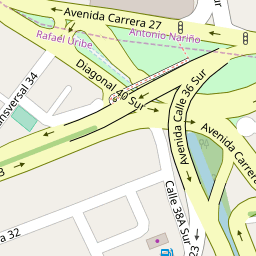 Avenida Carrera 27
Antonio Nariño
Rafael Uribe
Diagonal 40 Sur
Transversal 34
Avenida Calle 36 Sur
Avenida Carrera
Calle 38A Sur
23
32